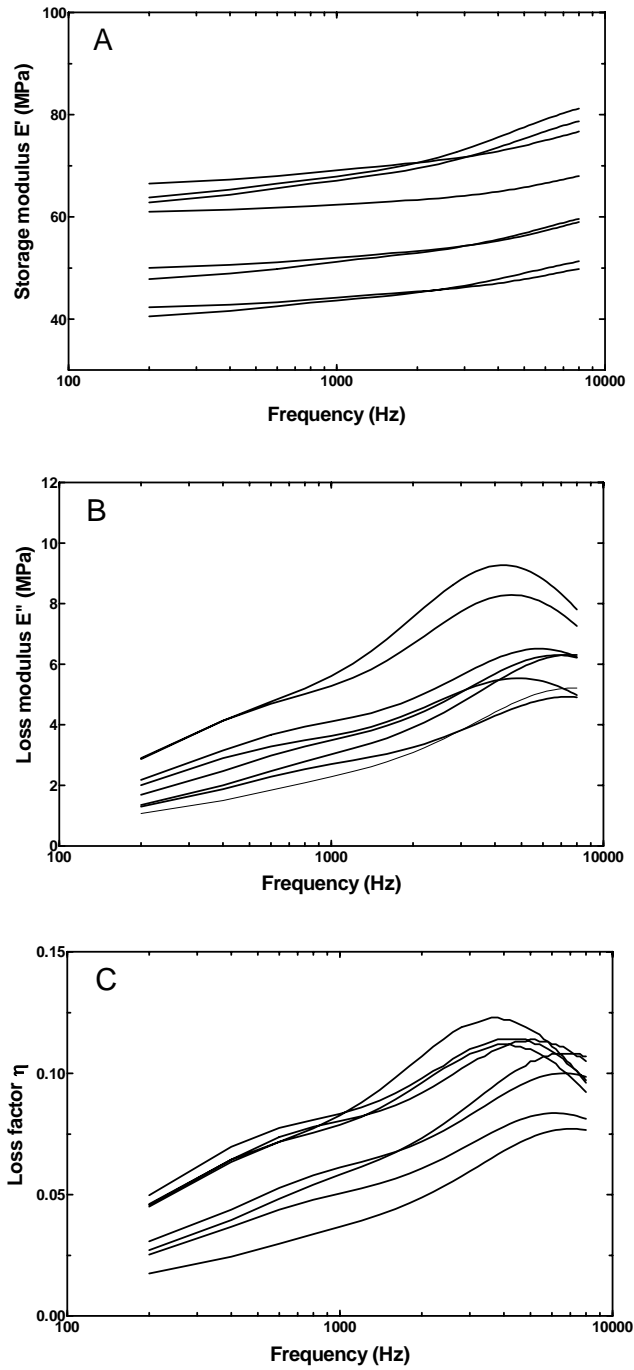 A
100
80
60
40
Storage modulus E' (MPa)
100
1000
10000
Frequency (Hz)
B
12
10
8
6
4
2
0
Loss modulus E" (MPa)
100
1000
10000
Frequency (Hz)
C
0.15
0.10
0.05
0.00
Loss factor η
100
1000
10000
Frequency (Hz)